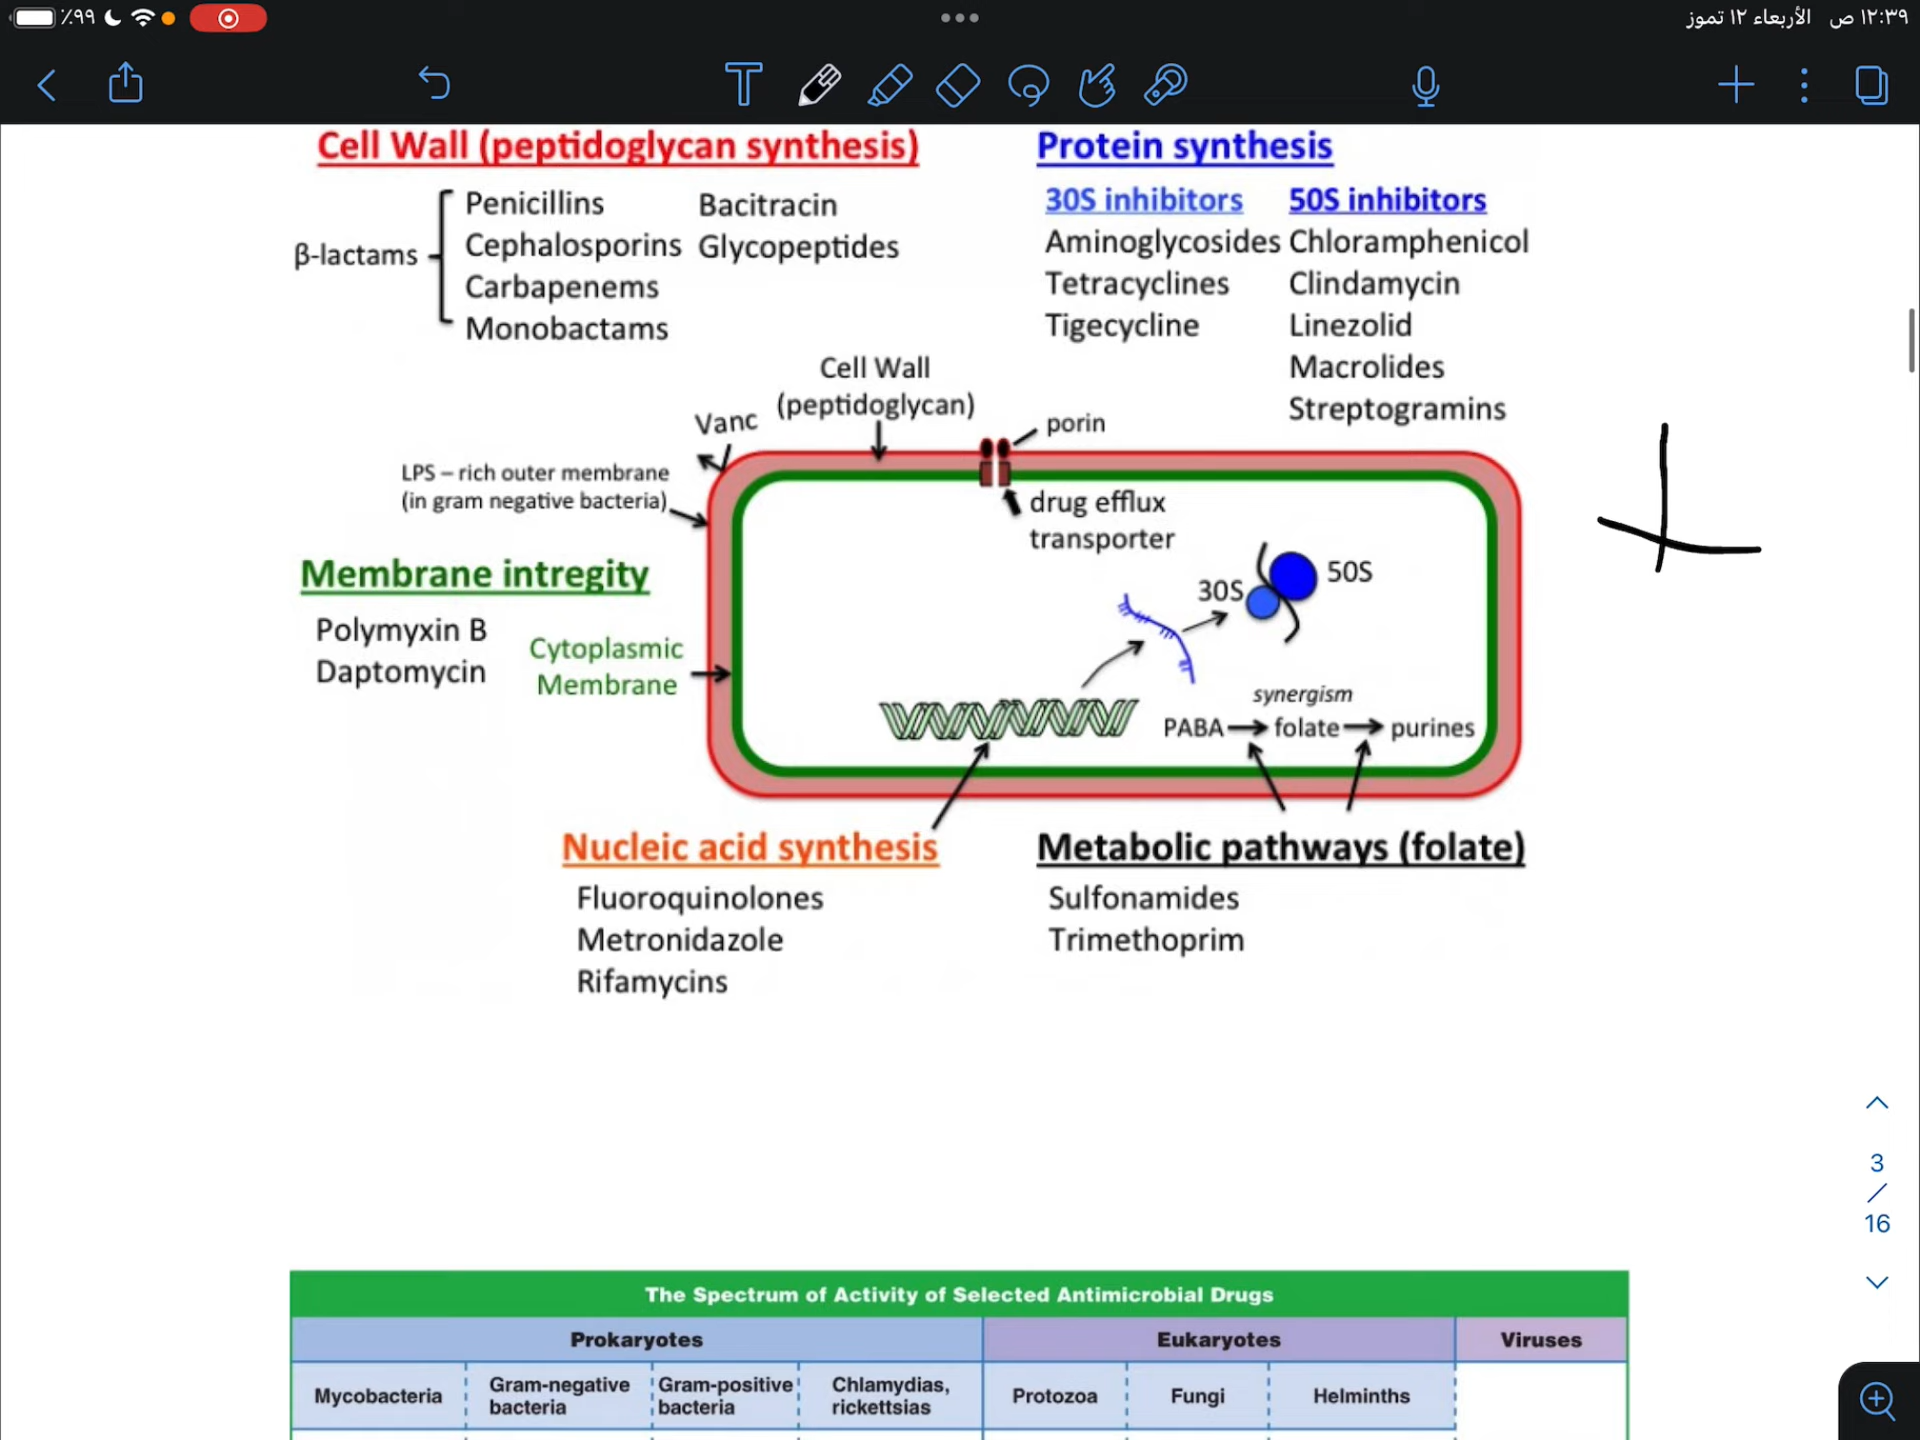 ٪٩٩
١٢:٣٩ ص الأربعاء ١٢ تموز
Cell Wall (peptidoglycan synthesis)
β-lactams
Penicillins
Cephalosporins
Carbapenems
Monobactams
Bacitracin
Glycopeptides
Protein synthesis
30S inhibitors
Aminoglycosides
Tetracyclines
Tigecycline
50S inhibitors
Chloramphenicol
Clindamycin
Linezolid
Macrolides
Streptogramins
Cell Wall
(peptidoglycan)
Vanc
porin
LPS – rich outer membrane
(in gram negative bacteria)
drug efflux
transporter
Membrane intregity
Polymyxin B
Daptomycin
Cytoplasmic
Membrane
30S
50S
synergism
PABA folate purines
Nucleic acid synthesis
Fluoroquinolones
Metronidazole
Rifamycins
Metabolic pathways (folate)
Sulfonamides
Trimethoprim
3
/
16
The Spectrum of Activity of Selected Antimicrobial Drugs
Prokaryotes Eukaryotes Viruses
Mycobacteria
Gram-negative
bacteria
Gram-positive
bacteria
Chlamydias,
rickettsias
Protozoa
Fungi
Helminths